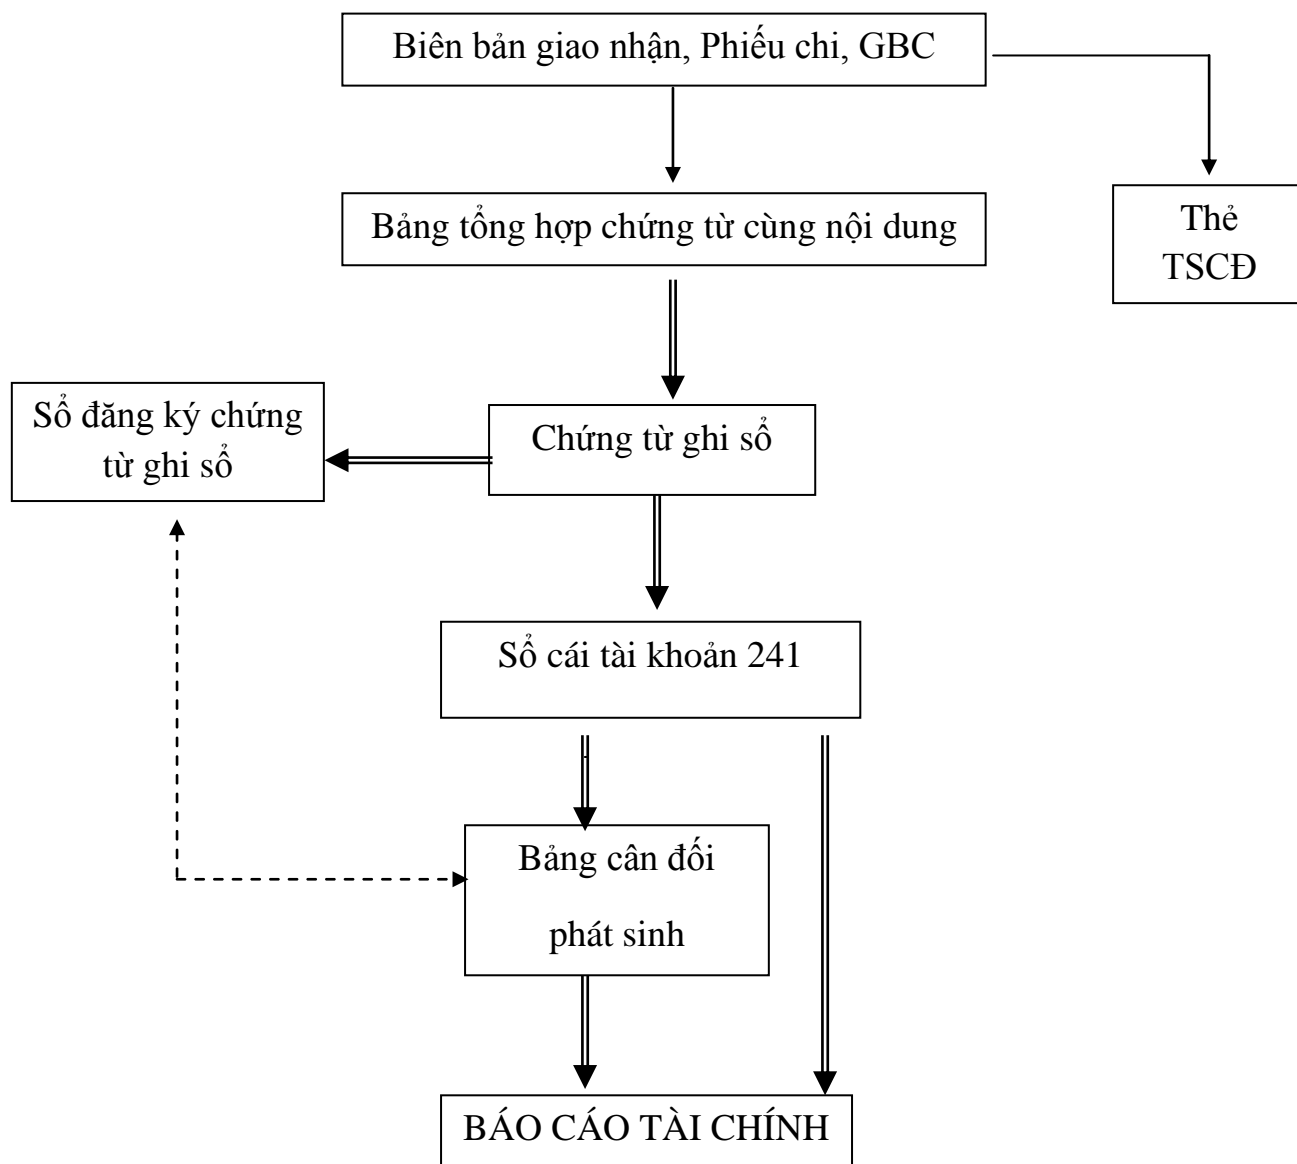 Biên bản giao nhận, Phiếu chi, GBC
Bảng tổng hợp chứng từ cùng nội dung
Thẻ
TSCĐ
Sổ đăng ký chứng
từ ghi sổ
Chứng từ ghi sổ
Sổ cái tài khoản 241
Bảng cân đối
phát sinh
BÁO CÁO TÀI CHÍNH